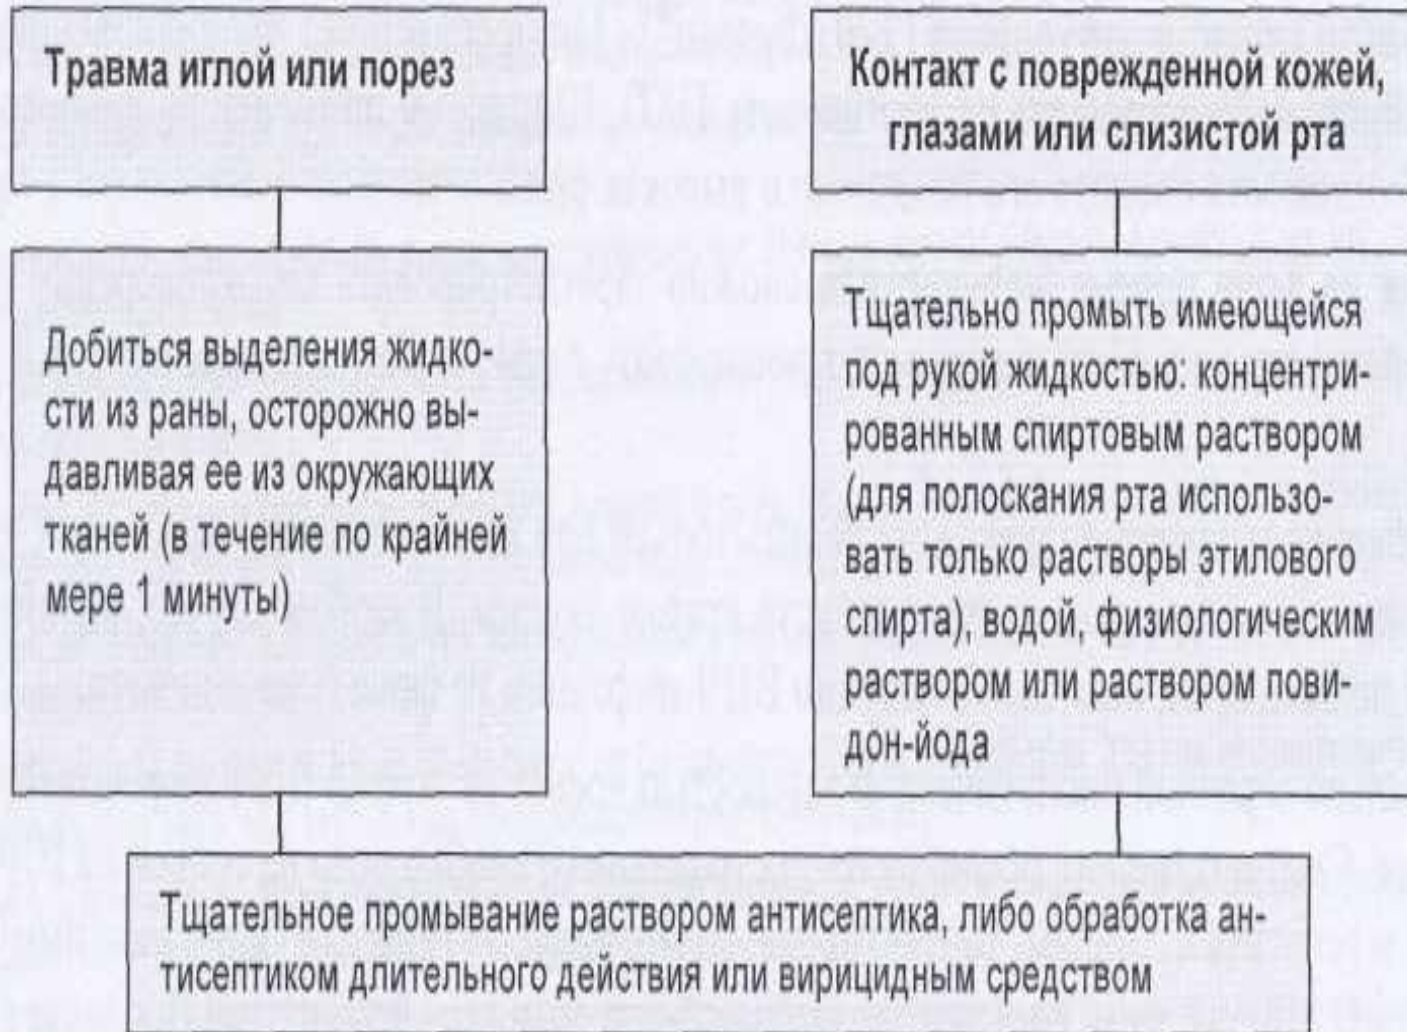 Травма иглой или порез
Контакт с поврежденной кожей,
глазами или слизистой рта
Добиться выделения жидко-
сти из раны, осторожно вы-
давливая ее из окружающих
тканей (в течение по крайней
мере 1 минуты)
Тщательно промыть имеющейся
под рукой жидкостью: концентри-
рованным спиртовым раствором
(для полоскания рта использо-
вать только растворы этилового
спирта), водой, физиологическим
раствором или раствором пови-
дон-йода
Тщательное промывание раствором антисептика, либо обработка ан-
тисептиком длительного действия или вирицидным средством